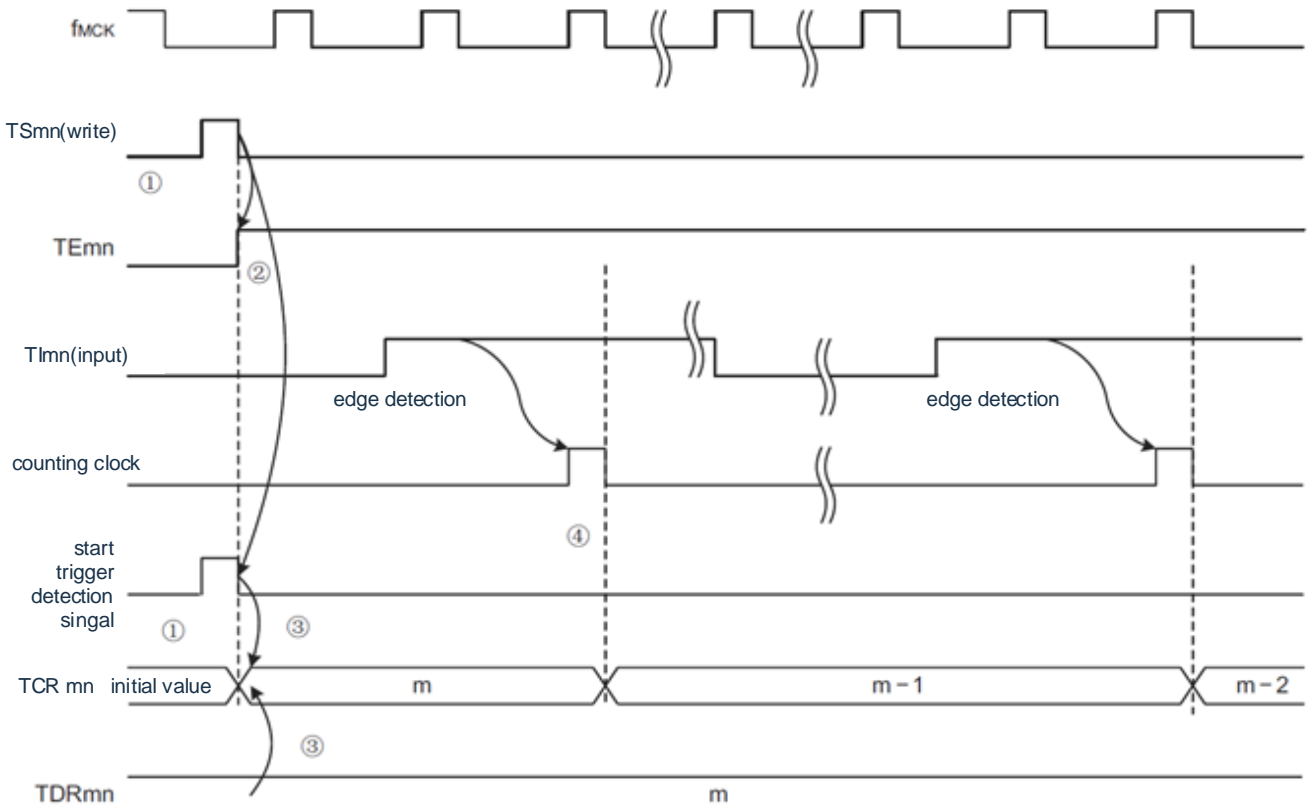 fMCK
TSmn(write)
①
TEmn
②
TImn(input)
edge detection
edge detection
counting clock
④
start
trigger
detection
singal
①
③
TCR mn initial value
m
m-1
m-2
③
TDRmn
m